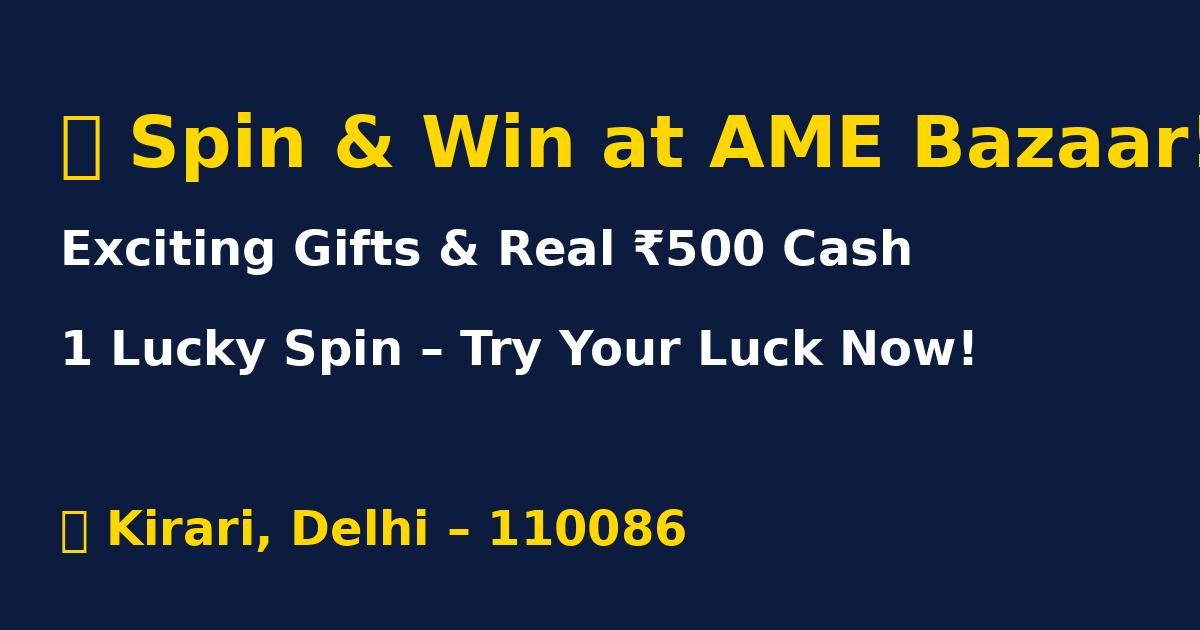 Spin & Win at AME Bazaar!
Exciting Gifts & Real ₹500 Cash
1 Lucky Spin – Try Your Luck Now!
Kirari, Delhi – 110086